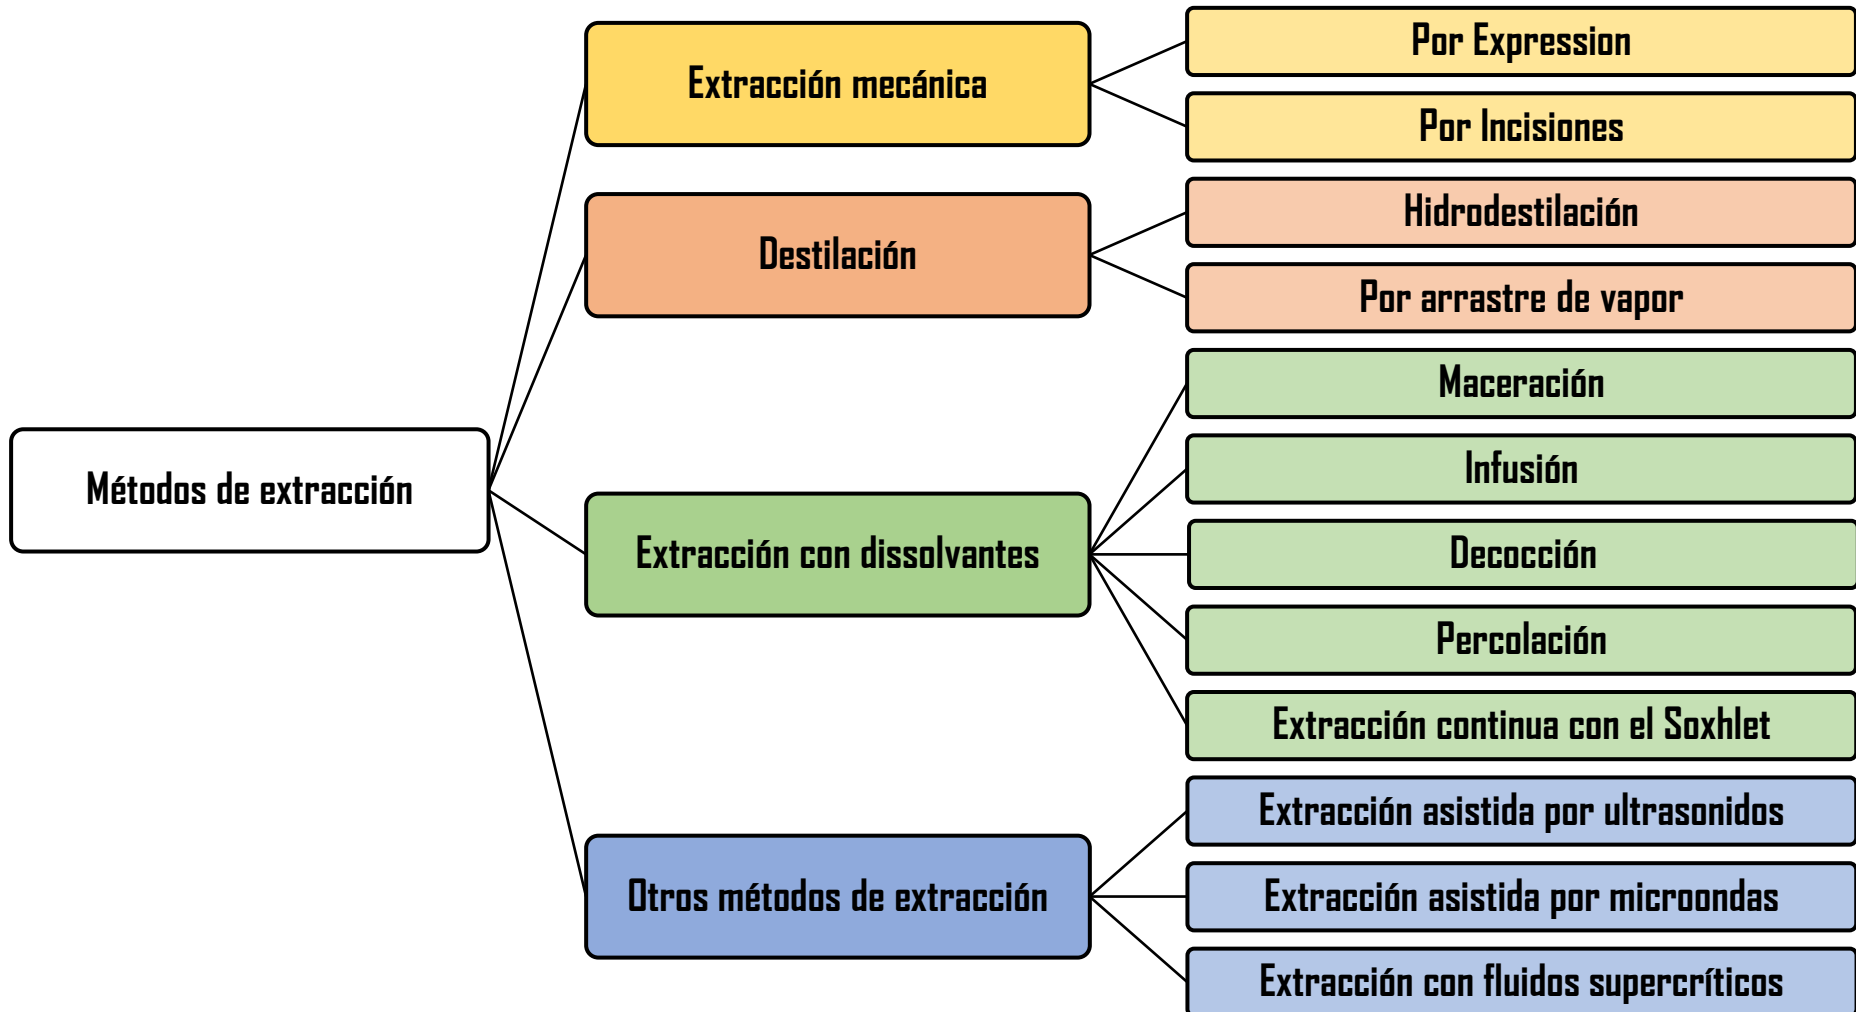 Métodos de extracción
Extracción mecánica
Por Expression
Por Incisiones
Destilación
Hidrodestilación
Por arrastre de vapor
Extracción con dissolvantes
Maceración
Infusión
Decocción
Percolación
Extracción continua con el Soxhlet
Otros métodos de extracción
Extracción asistida por ultrasonidos
Extracción asistida por microondas
Extracción con fluidos supercríticos